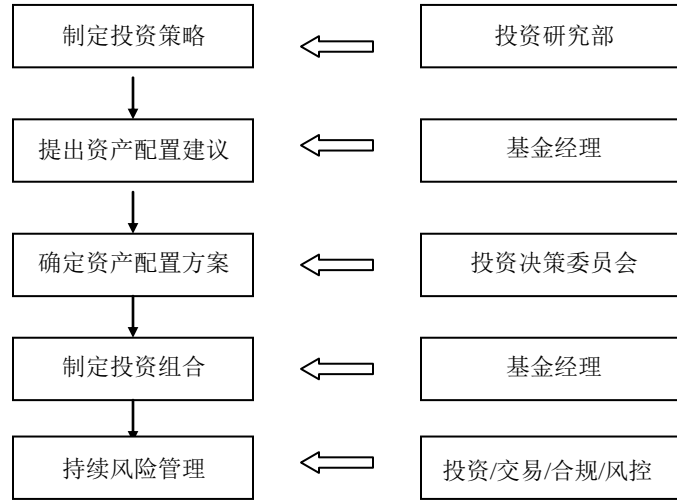 制定投资策略
投资研究部
提出资产配置建议
基金经理
确定资产配置方案
投资决策委员会
制定投资组合
基金经理
持续风险管理
投资/交易/合规/风控